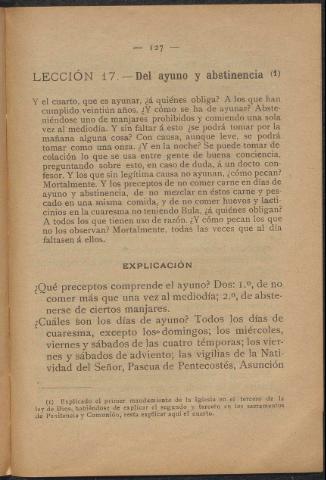 — 127 —
LECCIÓN 17. — Del ayuno y abstinencia (1)
Y el cuarto, que es ayunar, ¿á quiénes obliga? A los que han
cumplido veintiún años. ¿Y cómo se ha de ayunar? Abste-
niéndose uno de manjares prohibidos y comiendo una sola
vez al mediodía. Y sin faltar á esto ¿se podrá tomar por la
mañana alguna cosa? Con causa, aunque leve, se podrá
tomar como una onza. ¿Y en la noche? Se puede tomar de
colación lo que se usa entre gente de buena conciencia,
preguntando sobre esto, en caso de duda, á un docto con-
fesor. Y los que sin legítima causa no ayunan, ¿cómo pecan?
Mortalmente. Y los preceptos de no comer carne en días de
ayuno y abstinencia, de no mezclar en éstos carne y pes-
cado en una misma comida, y de no comer huevos y lacti-
cinios en la cuaresma no teniendo Bula, ¿á quiénes obligan?
A todos los que tienen uso de razón. ¿Y cómo pecan los que
no los observan? Mortalmente, todas las veces que al día
faltasen á ellos.
EXPLICACIÓN
¿Qué preceptos comprende el ayuno? Dos: 1.º, de no
comer más que una vez al mediodía; 2.º, de abste-
nerse de ciertos manjares.
¿Cuáles son los días de ayuno? Todos los días de
cuaresma, excepto los domingos; los miércoles,
viernes y sábados de las cuatro témporas; los vier-
nes y sábados de adviento; las vigilias de la Nati-
vidad del Señor, Pascua de Pentecostés, Asunción
(1) Explicado el primer mandamiento de la Iglesia en el tercero de la
ley de Dios, habiéndose de explicar el segundo y tercero en los sacramentos
de Penitencia y Comunión, resta explicar aquí el cuarto.